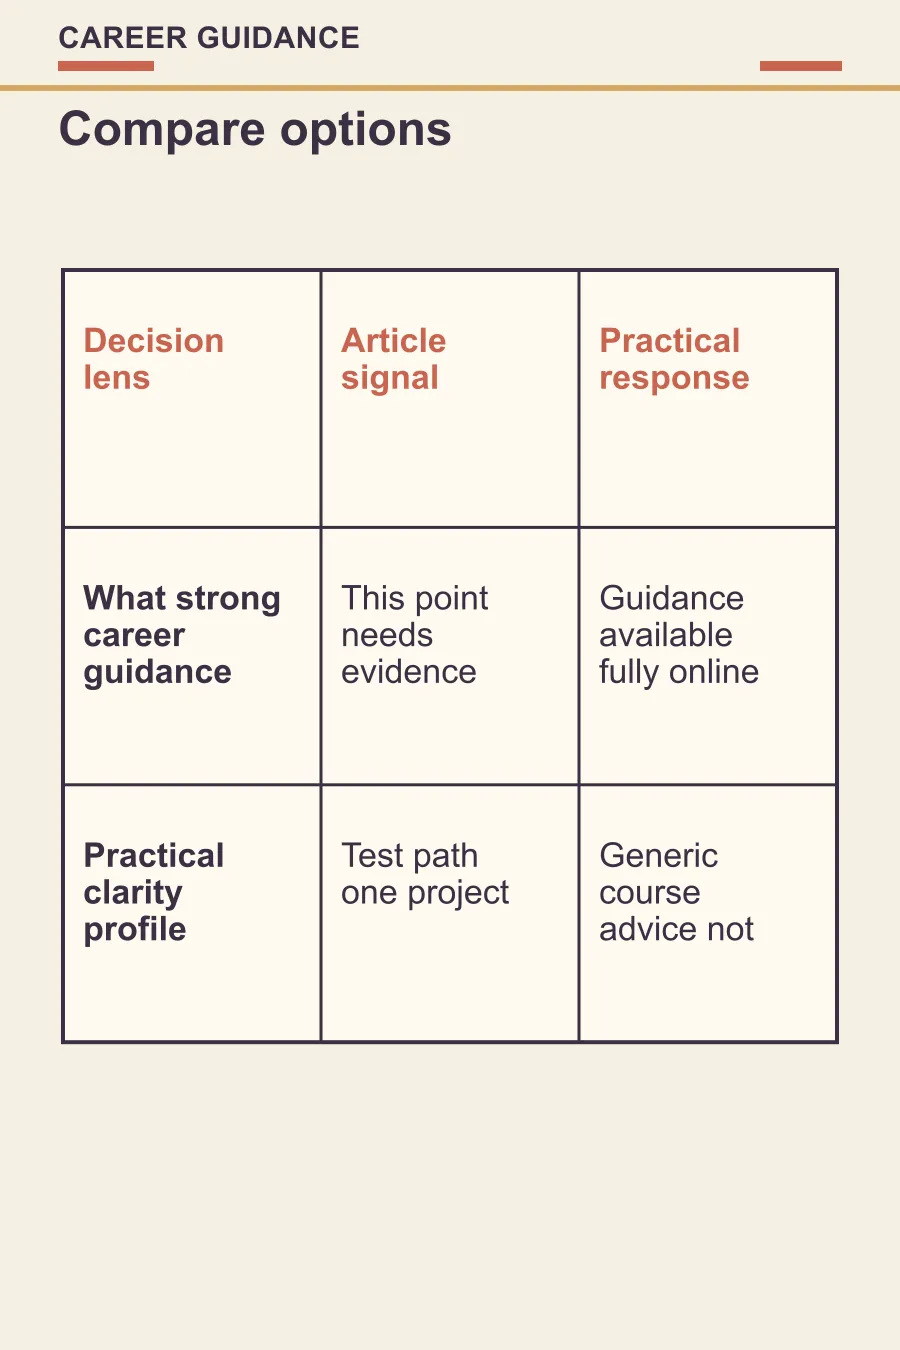 CAREER GUIDANCE
Compare options
Decision
lens
Article
signal
Practical
response
What strong
career
guidance
This point
needs
evidence
Guidance
available
fully online
Practical
clarity
profile
Test path
one project
Generic
course
advice not